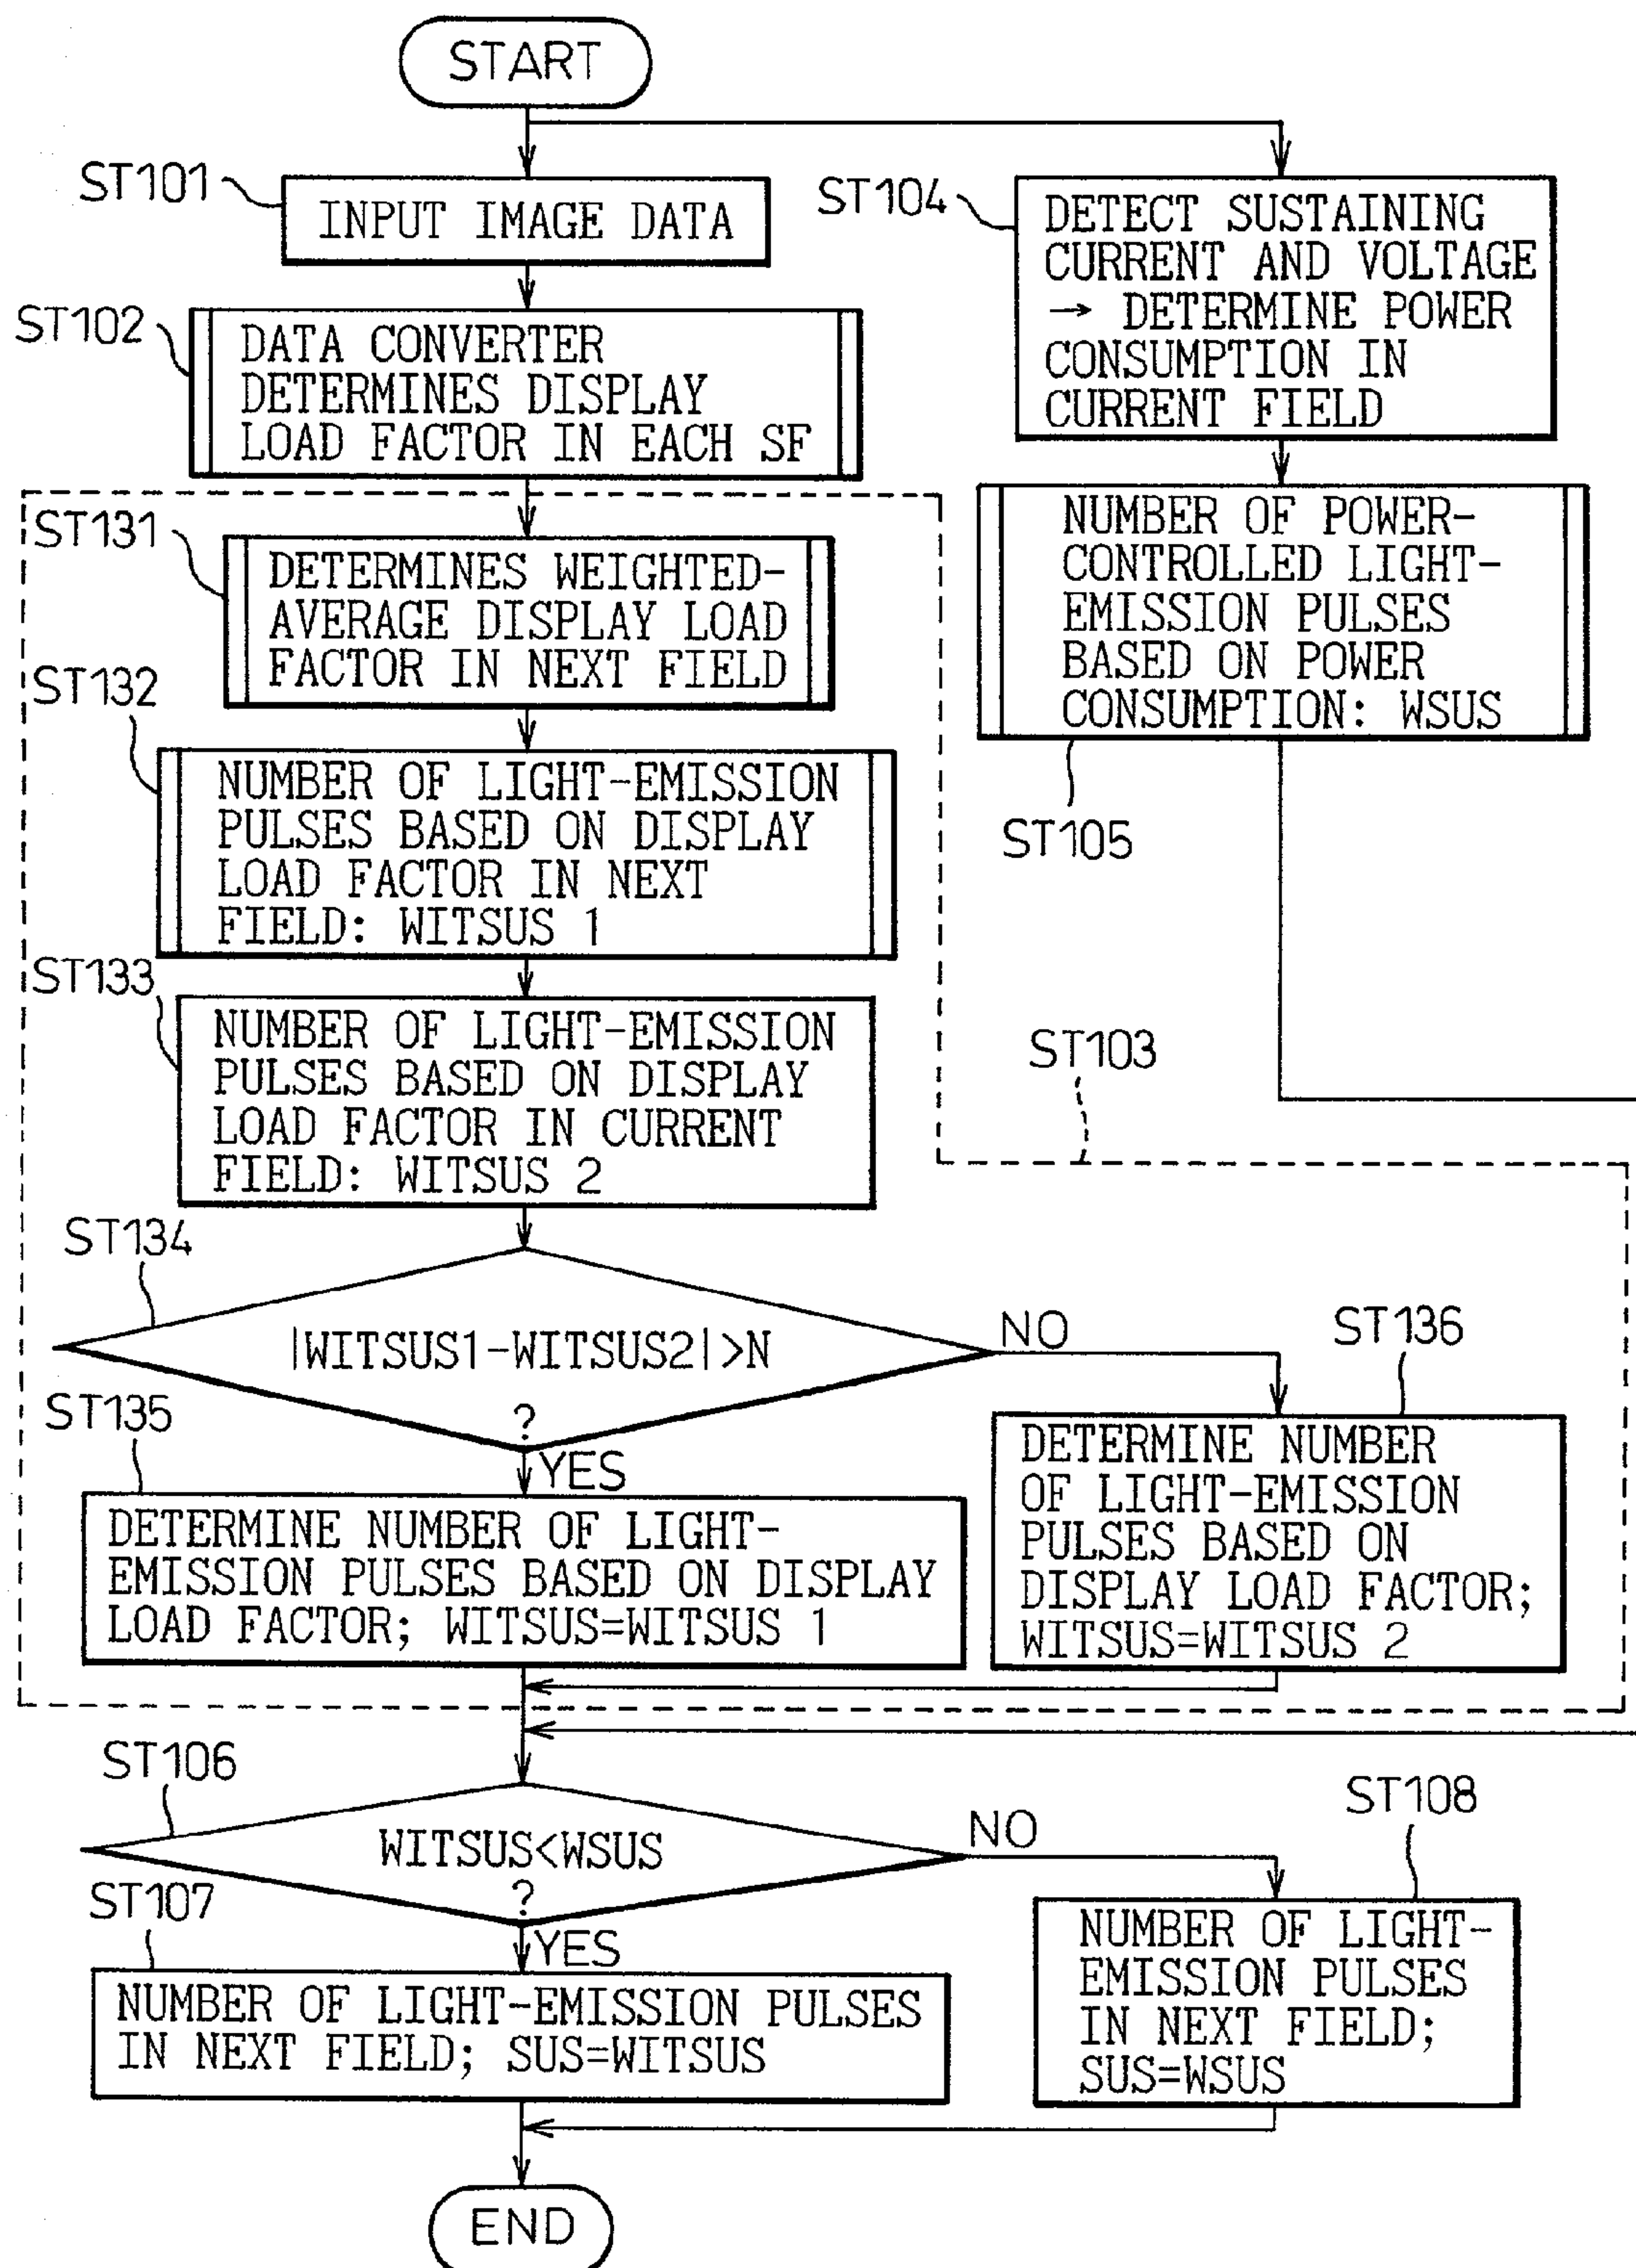 START
ST101
INPUT IMAGE DATA
ST104
DETECT SUSTAINING
CURRENT AND VOLTAGE
→ DETERMINE POWER
CONSUMPTION IN
CURRENT FIELD
ST102
DATA CONVERTER
DETERMINES DISPLAY
LOAD FACTOR IN EACH SF
ST131
DETERMINES WEIGHTED-
AVERAGE DISPLAY LOAD
FACTOR IN NEXT FIELD
NUMBER OF POWER-
CONTROLLED LIGHT-
EMISSION PULSES
BASED ON POWER
CONSUMPTION: WSUS
ST105
ST132
NUMBER OF LIGHT-EMISSION
PULSES BASED ON DISPLAY
LOAD FACTOR IN NEXT
FIELD: WITSUS 1
ST133
NUMBER OF LIGHT-EMISSION
PULSES BASED ON DISPLAY
LOAD FACTOR IN CURRENT
FIELD: WITSUS 2
ST103
ST134
|WITSUS1-WITSUS2|>N
?
NO
YES
ST136
DETERMINE NUMBER
OF LIGHT-EMISSION
PULSES BASED ON
DISPLAY LOAD FACTOR;
WITSUS=WITSUS 2
ST135
DETERMINE NUMBER OF LIGHT-
EMISSION PULSES BASED ON DISPLAY
LOAD FACTOR; WITSUS=WITSUS 1
ST106
WITSUS<WSUS
?
NO
YES
ST108
NUMBER OF LIGHT-
EMISSION PULSES
IN NEXT FIELD;
SUS=WSUS
ST107
NUMBER OF LIGHT-EMISSION PULSES
IN NEXT FIELD; SUS=WITSUS
END